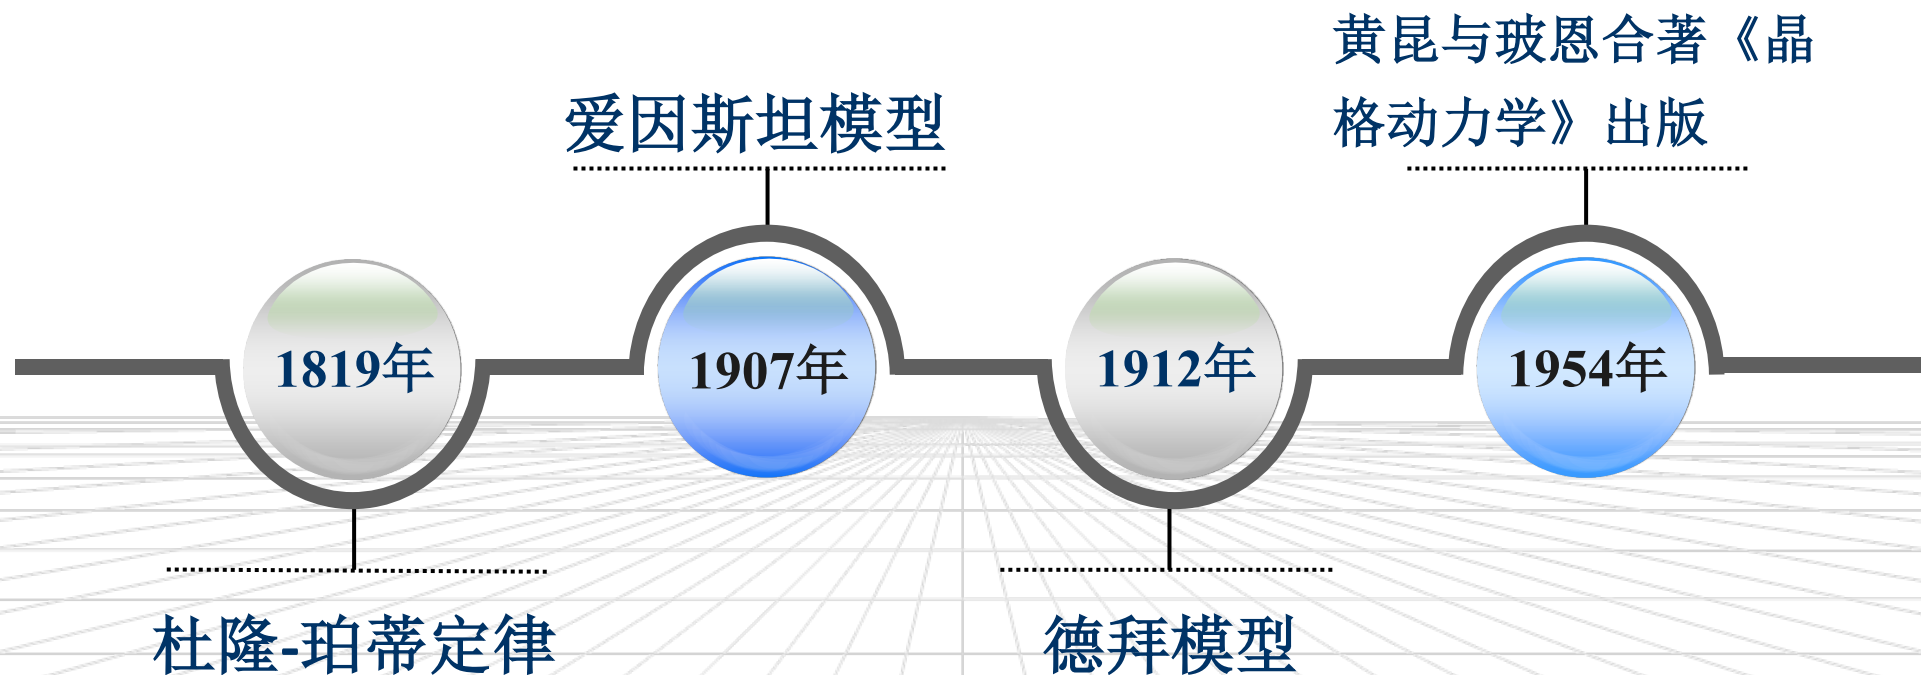 黄昆与玻恩合著《晶
格动力学》出版
爱因斯坦模型
1819年
1907年
1912年
1954年
杜隆-珀蒂定律
德拜模型